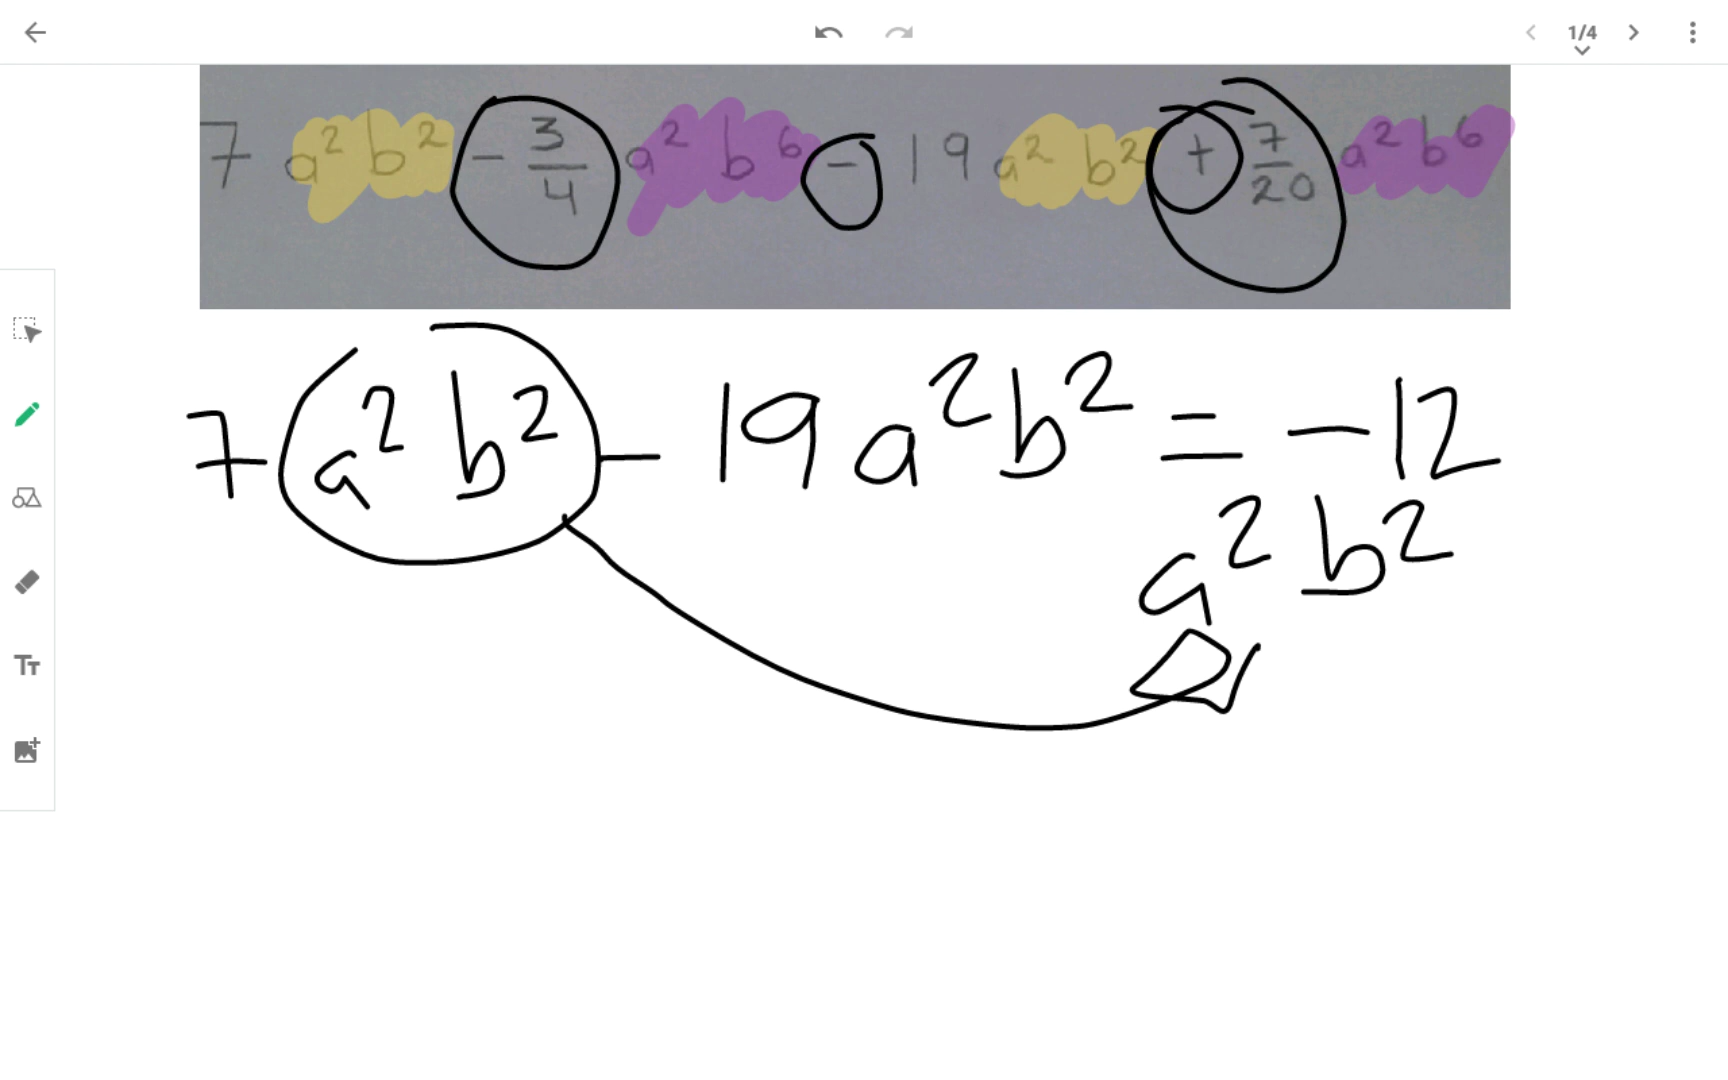 1/4
7 a² b² - 3/4 a² b⁶ - 19 a² b² + 7/20 a² b⁶
7 a² b² - 19 a² b² = -12
a² b²
Tт